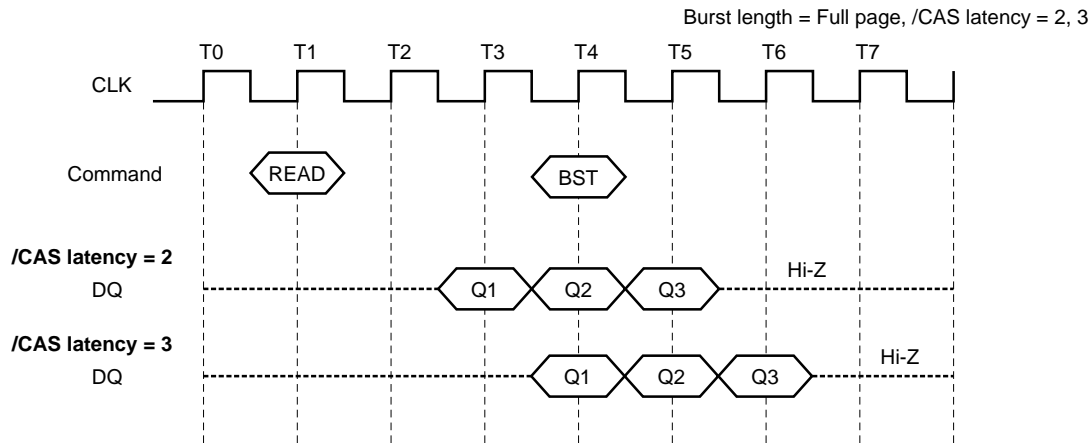 Burst length = Full page, /CAS latency = 2, 3
T0 T1 T2 T3 T4 T5 T6 T7
CLK
Command READ BST
/CAS latency = 2
Hi-Z
DQ Q1 Q2 Q3
/CAS latency = 3
Hi-Z
DQ Q1 Q2 Q3